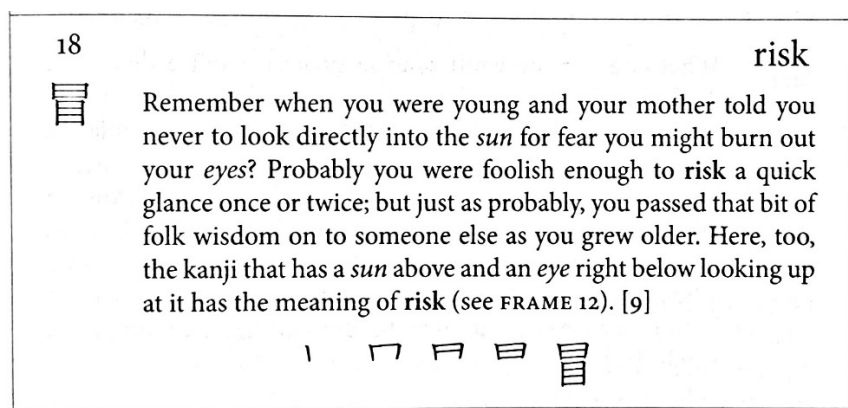 18
risk
冒
Remember when you were young and your mother told you
never to look directly into the sun for fear you might burn out
your eyes? Probably you were foolish enough to risk a quick
glance once or twice; but just as probably, you passed that bit of
folk wisdom on to someone else as you grew older. Here, too,
the kanji that has a sun above and an eye right below looking up
at it has the meaning of risk (see FRAME 12). [9]
冒